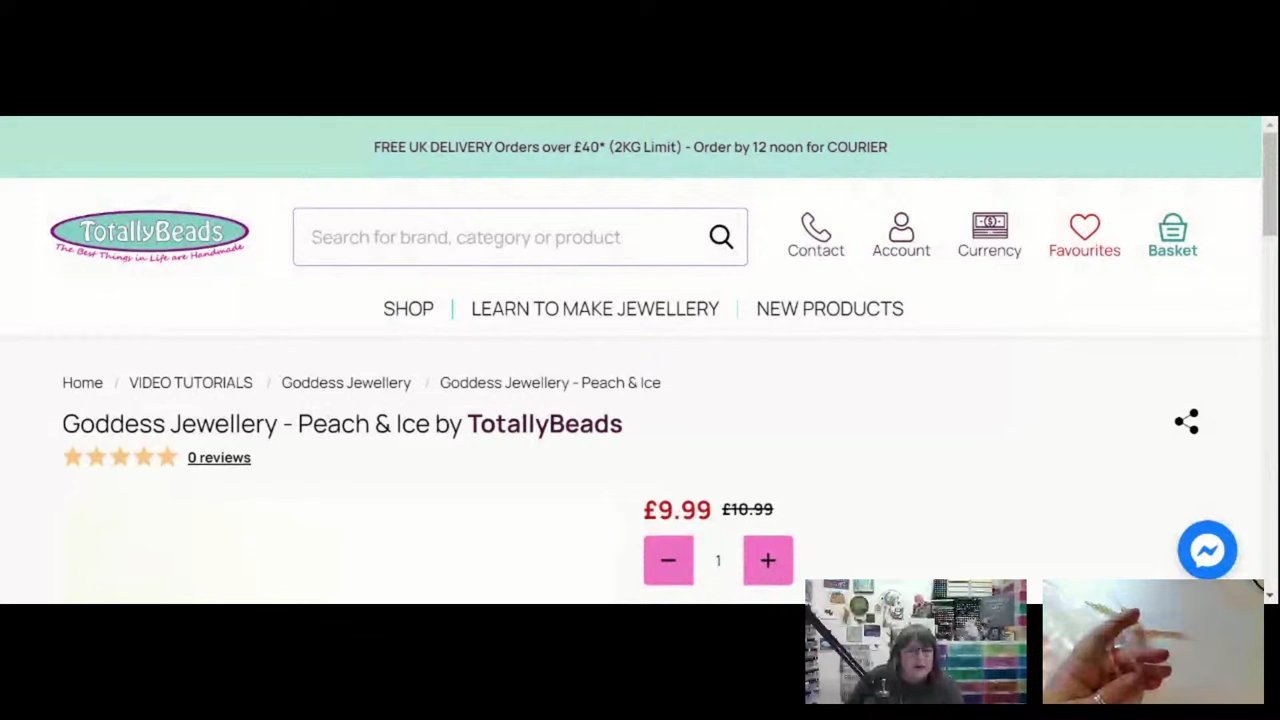 FREE UK DELIVERY Orders over £40* (2KG Limit) - Order by 12 noon for COURIER
TotallyBeads
The Best Things in Life are Handmade
Search for brand, category or product
Contact
Account
Currency
Favourites
Basket
SHOP
LEARN TO MAKE JEWELLERY
NEW PRODUCTS
Home / VIDEO TUTORIALS / Goddess Jewellery / Goddess Jewellery - Peach & Ice
Goddess Jewellery - Peach & Ice by TotallyBeads
0 reviews
£9.99 £10.99
− 1 +